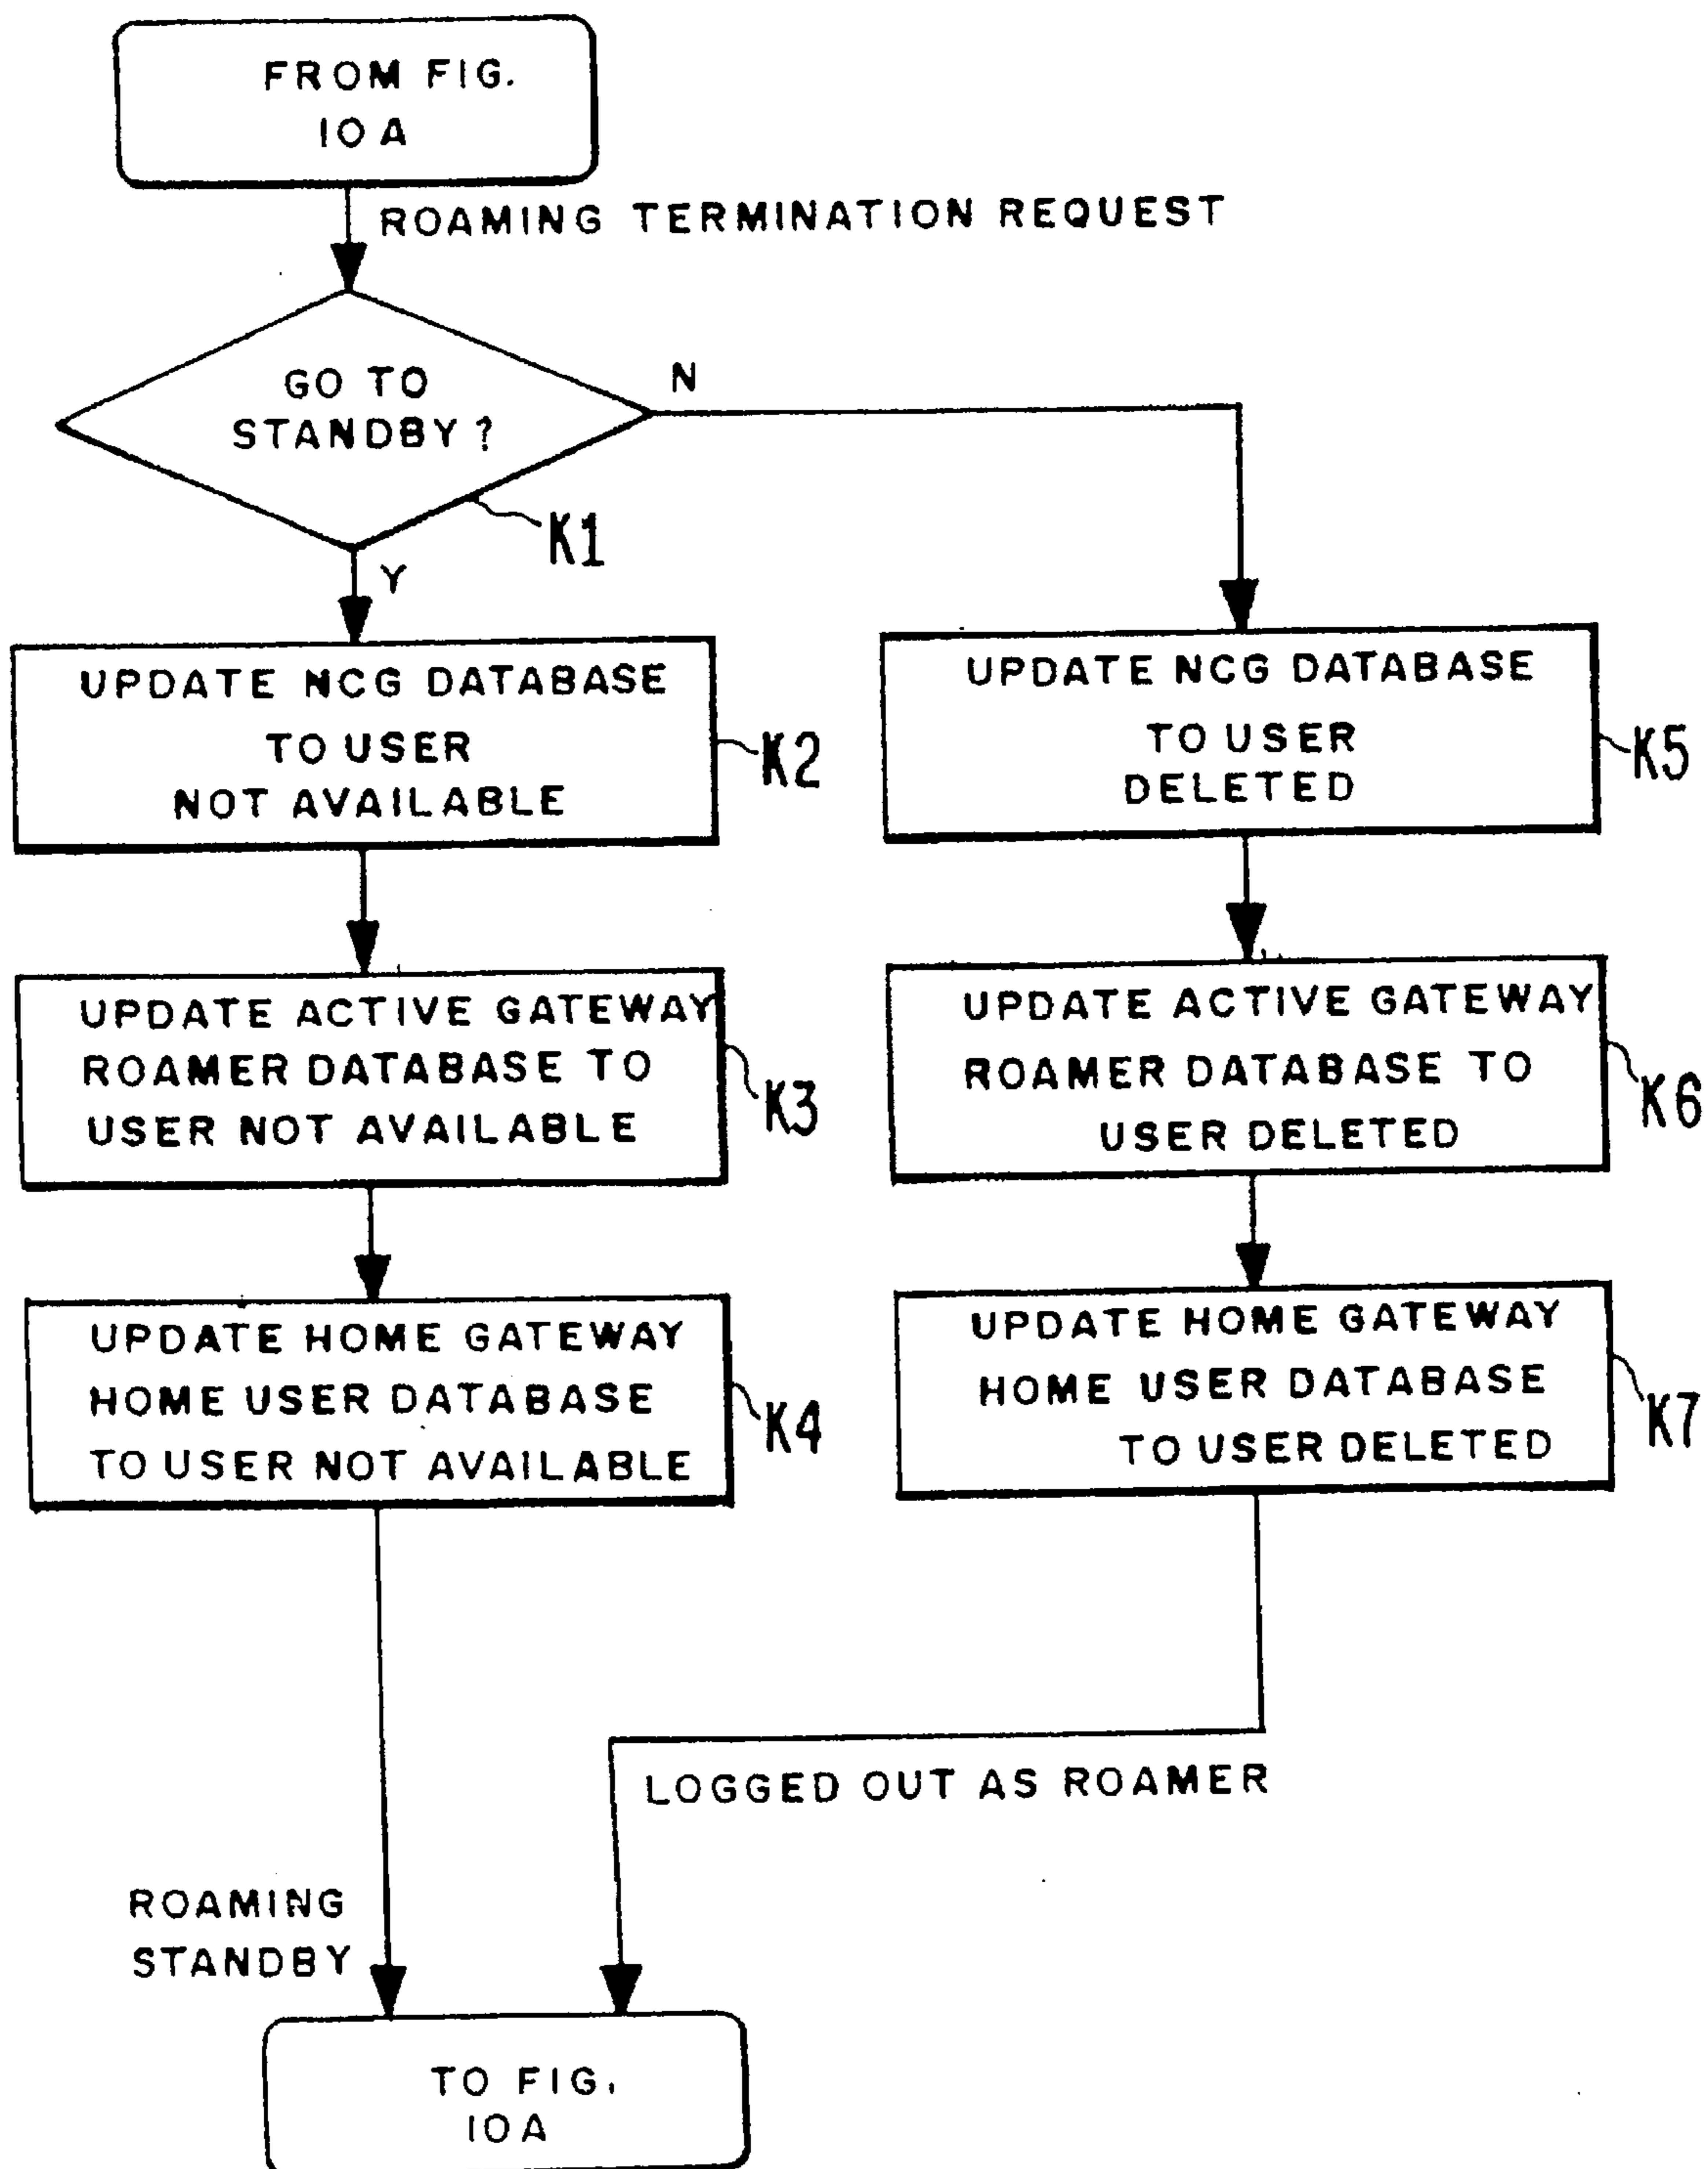 FROM FIG.
10A
ROAMING TERMINATION REQUEST
GO TO
STANDBY?
N
K1
Y
UPDATE NCG DATABASE
TO USER
NOT AVAILABLE
K2
UPDATE NCG DATABASE
TO USER
DELETED
K5
UPDATE ACTIVE GATEWAY
ROAMER DATABASE TO
USER NOT AVAILABLE
K3
UPDATE ACTIVE GATEWAY
ROAMER DATABASE TO
USER DELETED
K6
UPDATE HOME GATEWAY
HOME USER DATABASE
TO USER NOT AVAILABLE
K4
UPDATE HOME GATEWAY
HOME USER DATABASE
TO USER DELETED
K7
LOGGED OUT AS ROAMER
ROAMING
STANDBY
TO FIG.
10A